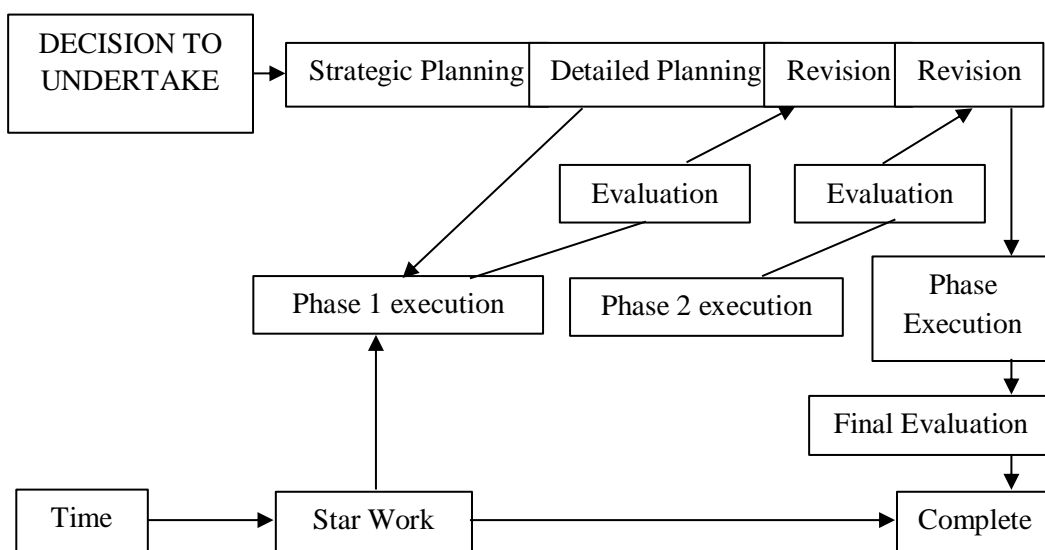 DECISION TO
UNDERTAKE
Strategic Planning
Detailed Planning
Revision
Revision
Evaluation
Evaluation
Phase 1 execution
Phase 2 execution
Phase
Execution
Final Evaluation
Time
Star Work
Complete